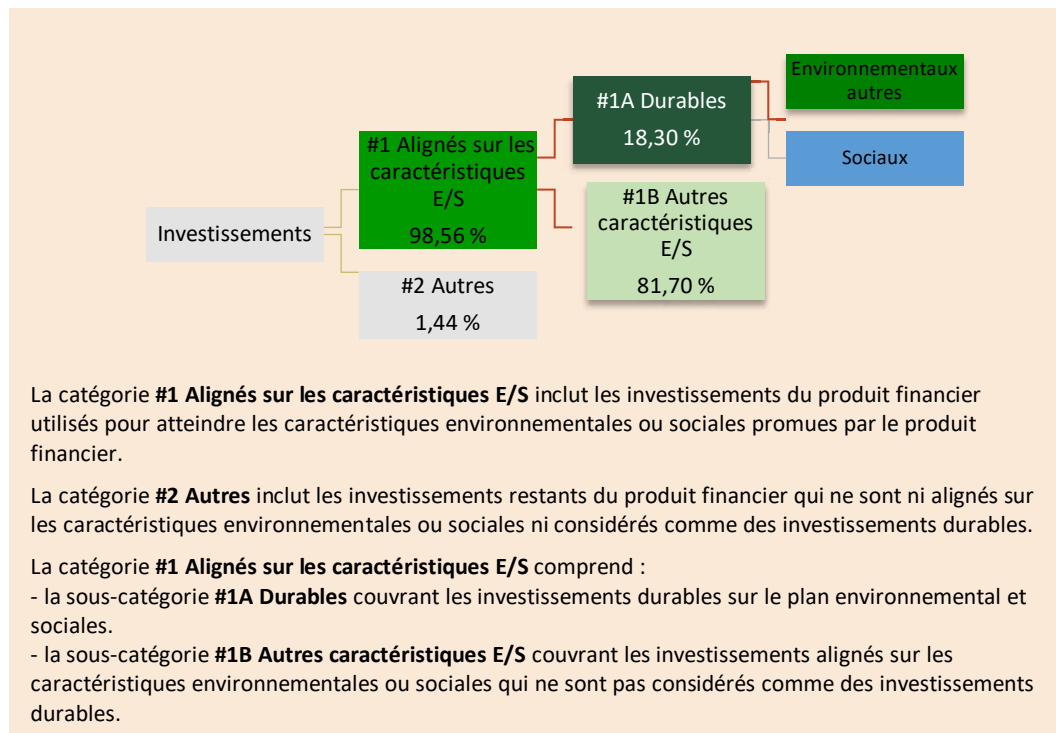 Environnementaux
autres
#1A Durables
18,30 %
Sociaux
#1 Alignés sur les
caractéristiques
E/S
98,56 %
#1B Autres
caractéristiques
E/S
81,70 %
Investissements
#2 Autres
1,44 %
La catégorie #1 Alignés sur les caractéristiques E/S inclut les investissements du produit financier
utilisés pour atteindre les caractéristiques environnementales ou sociales promues par le produit
financier.
La catégorie #2 Autres inclut les investissements restants du produit financier qui ne sont ni alignés sur
les caractéristiques environnementales ou sociales ni considérés comme des investissements durables.
La catégorie #1 Alignés sur les caractéristiques E/S comprend :
- la sous-catégorie #1A Durables couvrant les investissements durables sur le plan environnemental et
sociales.
- la sous-catégorie #1B Autres caractéristiques E/S couvrant les investissements alignés sur les
caractéristiques environnementales ou sociales qui ne sont pas considérés comme des investissements
durables.